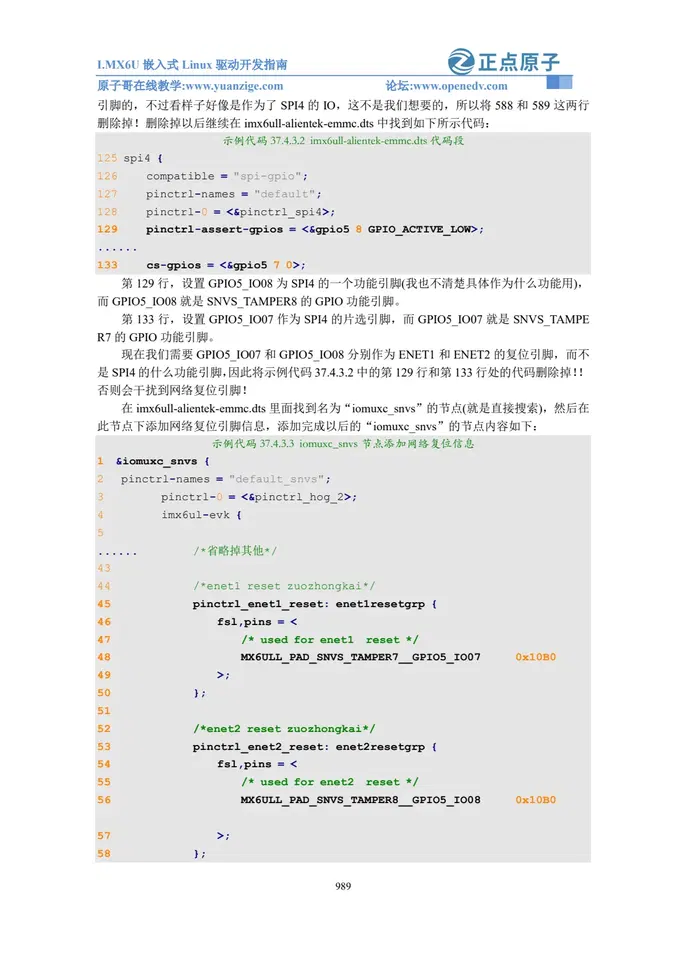 I.MX6U 嵌入式 Linux 驱动开发指南
正点原子
原子哥在线教学:www.yuanzige.com 论坛:www.openedv.com
引脚的，不过看样子好像是作为了 SPI4 的 IO，这不是我们想要的，所以将 588 和 589 这两行
删除掉！删除掉以后继续在 imx6ull-alientek-emmc.dts 中找到如下所示代码：
示例代码 37.4.3.2 imx6ull-alientek-emmc.dts 代码段
125 spi4 {
126 compatible = "spi-gpio";
127 pinctrl-names = "default";
128 pinctrl-0 = <&pinctrl_spi4>;
129 pinctrl-assert-gpios = <&gpio5 8 GPIO_ACTIVE_LOW>;
......
133 cs-gpios = <&gpio5 7 0>;
第 129 行，设置 GPIO5_IO08 为 SPI4 的一个功能引脚(我也不清楚具体作为什么功能用)，
而 GPIO5_IO08 就是 SNVS_TAMPER8 的 GPIO 功能引脚。
第 133 行，设置 GPIO5_IO07 作为 SPI4 的片选引脚，而 GPIO5_IO07 就是 SNVS_TAMPE
R7 的 GPIO 功能引脚。
现在我们需要 GPIO5_IO07 和 GPIO5_IO08 分别作为 ENET1 和 ENET2 的复位引脚，而不
是 SPI4 的什么功能引脚，因此将示例代码 37.4.3.2 中的第 129 行和第 133 行处的代码删除掉！！
否则会干扰到网络复位引脚！
在 imx6ull-alientek-emmc.dts 里面找到名为“iomuxc_snvs”的节点(就是直接搜索)，然后在
此节点下添加网络复位引脚信息，添加完成以后的“iomuxc_snvs”的节点内容如下：
示例代码 37.4.3.3 iomuxc_snvs 节点添加网络复位信息
1 &iomuxc_snvs {
2 pinctrl-names = "default_snvs";
3 pinctrl-0 = <&pinctrl_hog_2>;
4 imx6ul-evk {
5
...... /*省略掉其他*/
43
44 /*enet1 reset zuozhongkai*/
45 pinctrl_enet1_reset: enet1resetgrp {
46 fsl,pins = <
47 /* used for enet1 reset */
48 MX6ULL_PAD_SNVS_TAMPER7__GPIO5_IO07 0x10B0
49 >;
50 };
51
52 /*enet2 reset zuozhongkai*/
53 pinctrl_enet2_reset: enet2resetgrp {
54 fsl,pins = <
55 /* used for enet2 reset */
56 MX6ULL_PAD_SNVS_TAMPER8__GPIO5_IO08 0x10B0
57 >;
58 };
989